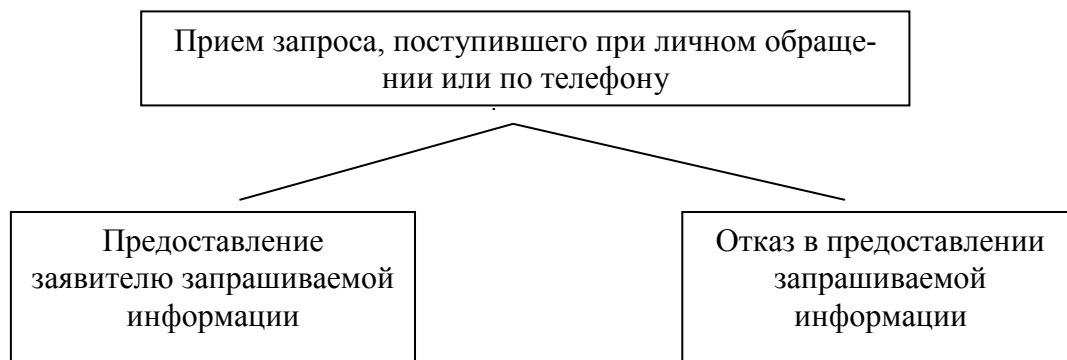 Прием запроса, поступившего при личном обраще-
нии или по телефону
Предоставление
заявителю запрашиваемой
информации
Отказ в предоставлении
запрашиваемой
информации